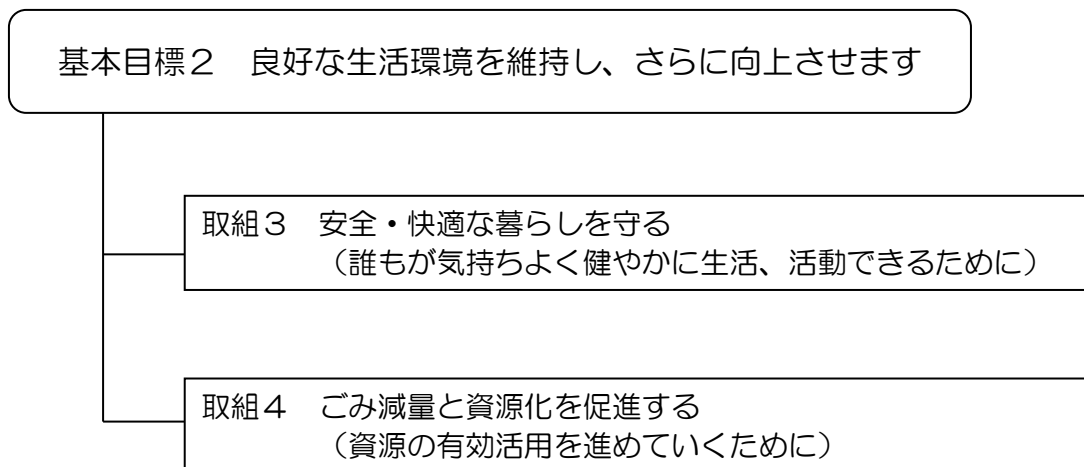 基本目標２　良好な生活環境を維持し、さらに向上させます
取組３　安全・快適な暮らしを守る
（誰もが気持ちよく健やかに生活、活動できるために）
取組４　ごみ減量と資源化を促進する
（資源の有効活用を進めていくために）